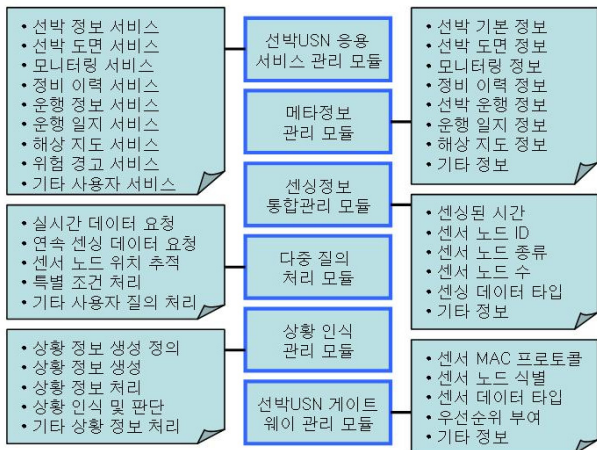 • 선박 정보 서비스
• 선박 도면 서비스
• 모니터링 서비스
• 정비 이력 서비스
• 운행 정보 서비스
• 운행 일지 서비스
• 해상 지도 서비스
• 위험 경고 서비스
• 기타 사용자 서비스
• 실시간 데이터 요청
• 연속 센싱 데이터 요청
• 센서 노드 위치 추적
• 특별 조건 처리
• 기타 사용자 질의 처리
• 상황 정보 생성 정의
• 상황 정보 생성
• 상황 정보 처리
• 상황 인식 및 판단
• 기타 상황 정보 처리
선박USN 응용
서비스 관리 모듈
메타정보
관리 모듈
센싱정보
통합관리 모듈
다중 질의
처리 모듈
상황 인식
관리 모듈
선박USN 게이트
웨이 관리 모듈
• 선박 기본 정보
• 선박 도면 정보
• 모니터링 정보
• 정비 이력 정보
• 선박 운행 정보
• 운행 일지 정보
• 해상 지도 정보
• 기타 정보
• 센싱된 시간
• 센서 노드 ID
• 센서 노드 종류
• 센서 노드 수
• 센싱 데이터 타입
• 기타 정보
• 센서 MAC 프로토콜
• 센서 노드 식별
• 센서 데이터 타입
• 우선순위 부여
• 기타 정보